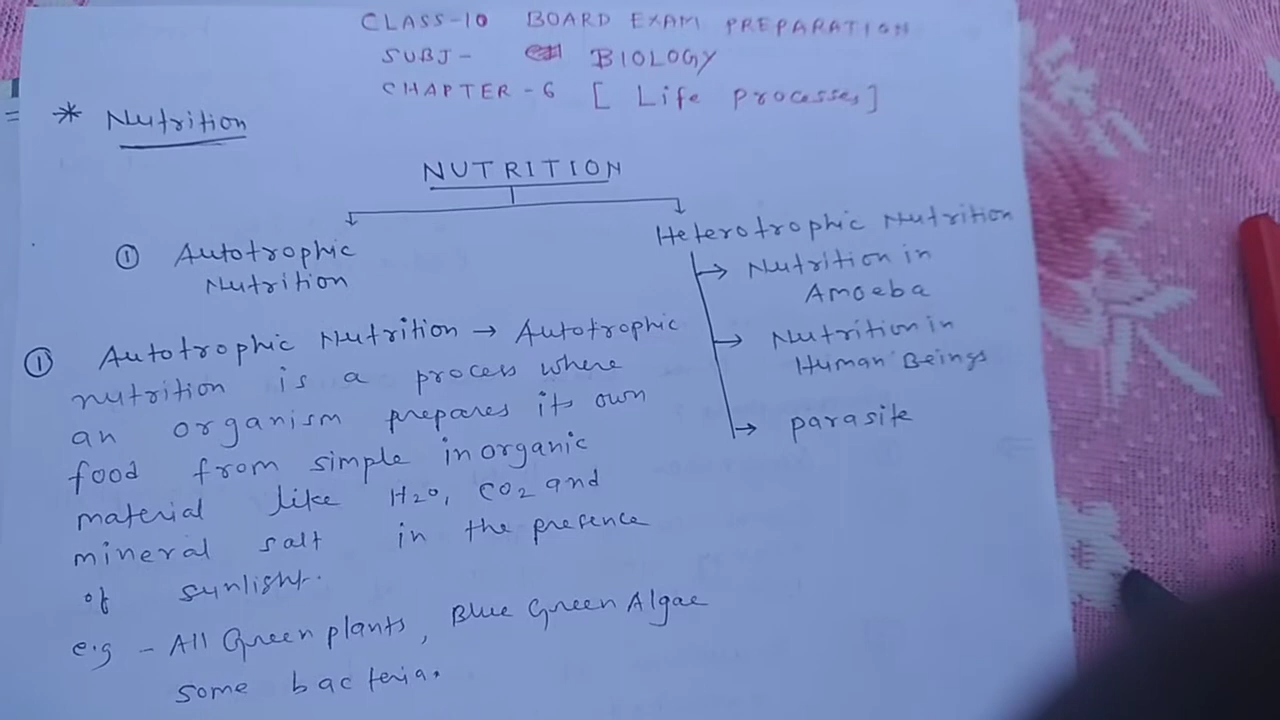 CLASS-10 BOARD EXAM PREPARATION
SUBJ- BIOLOGY
CHAPTER-6 [Life Processes]
* Nutrition
NUTRITION
① Autotrophic
Nutrition
Heterotrophic Nutrition
→ Nutrition in
Amoeba
→ Nutrition in
Human Beings
→ parasite
① Autotrophic Nutrition → Autotrophic
nutrition is a process where
an organism prepares its own
food from simple inorganic
material like H2O, CO2 and
mineral salt in the presence
of sunlight.
e.g - All Green plants, Blue Green Algae
some bacteria.